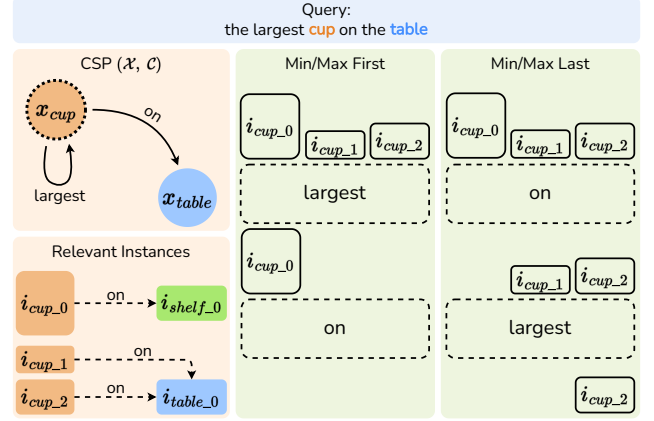 Query:
the largest cup on the table
CSP (𝒳, 𝒞)
x_cup
on
largest
x_table
Relevant Instances
i_cup_0
on
i_shelf_0
i_cup_1
on
i_cup_2
on
i_table_0
Min/Max First
i_cup_0
i_cup_1
i_cup_2
largest
i_cup_0
on
Min/Max Last
i_cup_0
i_cup_1
i_cup_2
on
i_cup_1
i_cup_2
largest
i_cup_2